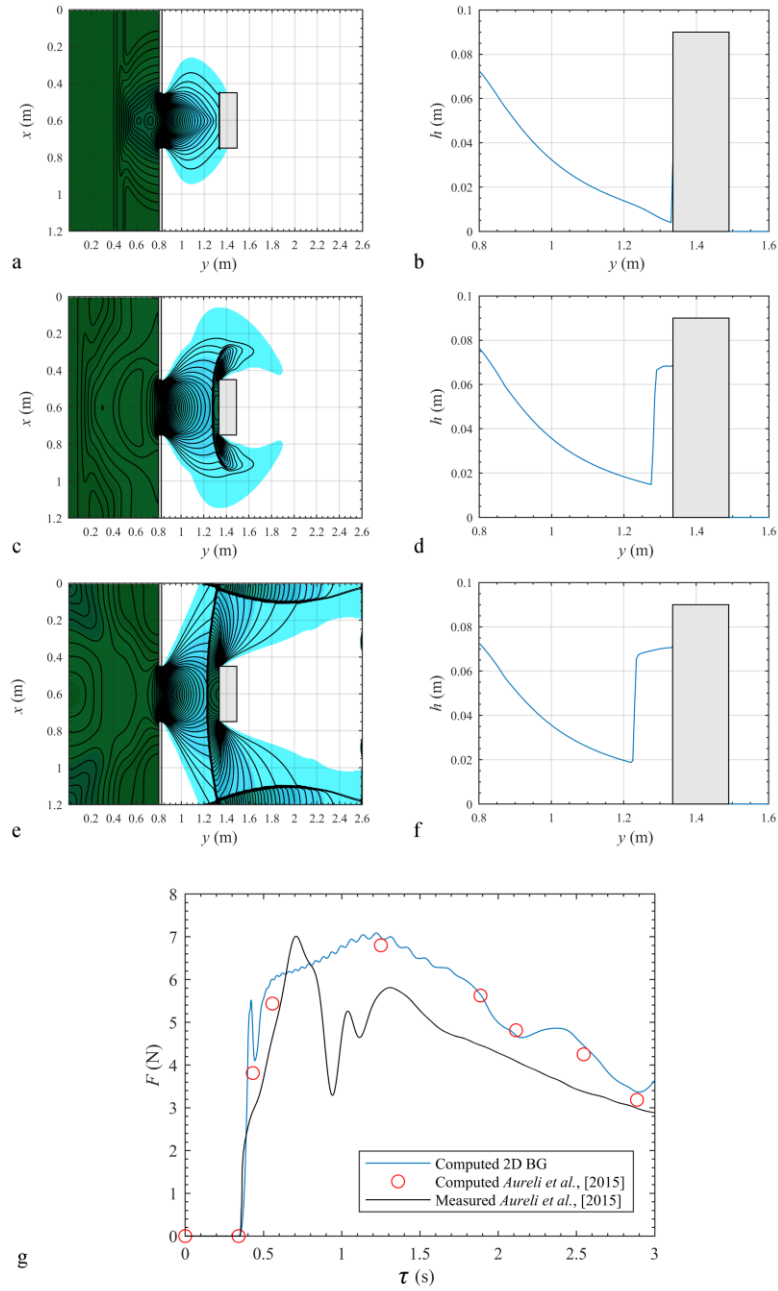 0
0.2
0.4
0.6
0.8
1
1.2
x (m)
0.2 0.4 0.6 0.8 1.0 1.2 1.4 1.6 1.8 2.0 2.2 2.4 2.6
y (m)
a
0.1
0.08
0.06
0.04
0.02
0
h (m)
0.8 1 1.2 1.4 1.6
y (m)
b
0
0.2
0.4
0.6
0.8
1
1.2
x (m)
0.2 0.4 0.6 0.8 1.0 1.2 1.4 1.6 1.8 2.0 2.2 2.4 2.6
y (m)
c
0.1
0.08
0.06
0.04
0.02
0
h (m)
0.8 1 1.2 1.4 1.6
y (m)
d
0
0.2
0.4
0.6
0.8
1
1.2
x (m)
0.2 0.4 0.6 0.8 1.0 1.2 1.4 1.6 1.8 2.0 2.2 2.4 2.6
y (m)
e
0.1
0.08
0.06
0.04
0.02
0
h (m)
0.8 1 1.2 1.4 1.6
y (m)
f
8
7
6
5
4
3
2
1
0
F (N)
Computed 2D BG
Computed Aureli et al., [2015]
Measured Aureli et al., [2015]
0 0.5 1 1.5 2 2.5 3
τ (s)
g